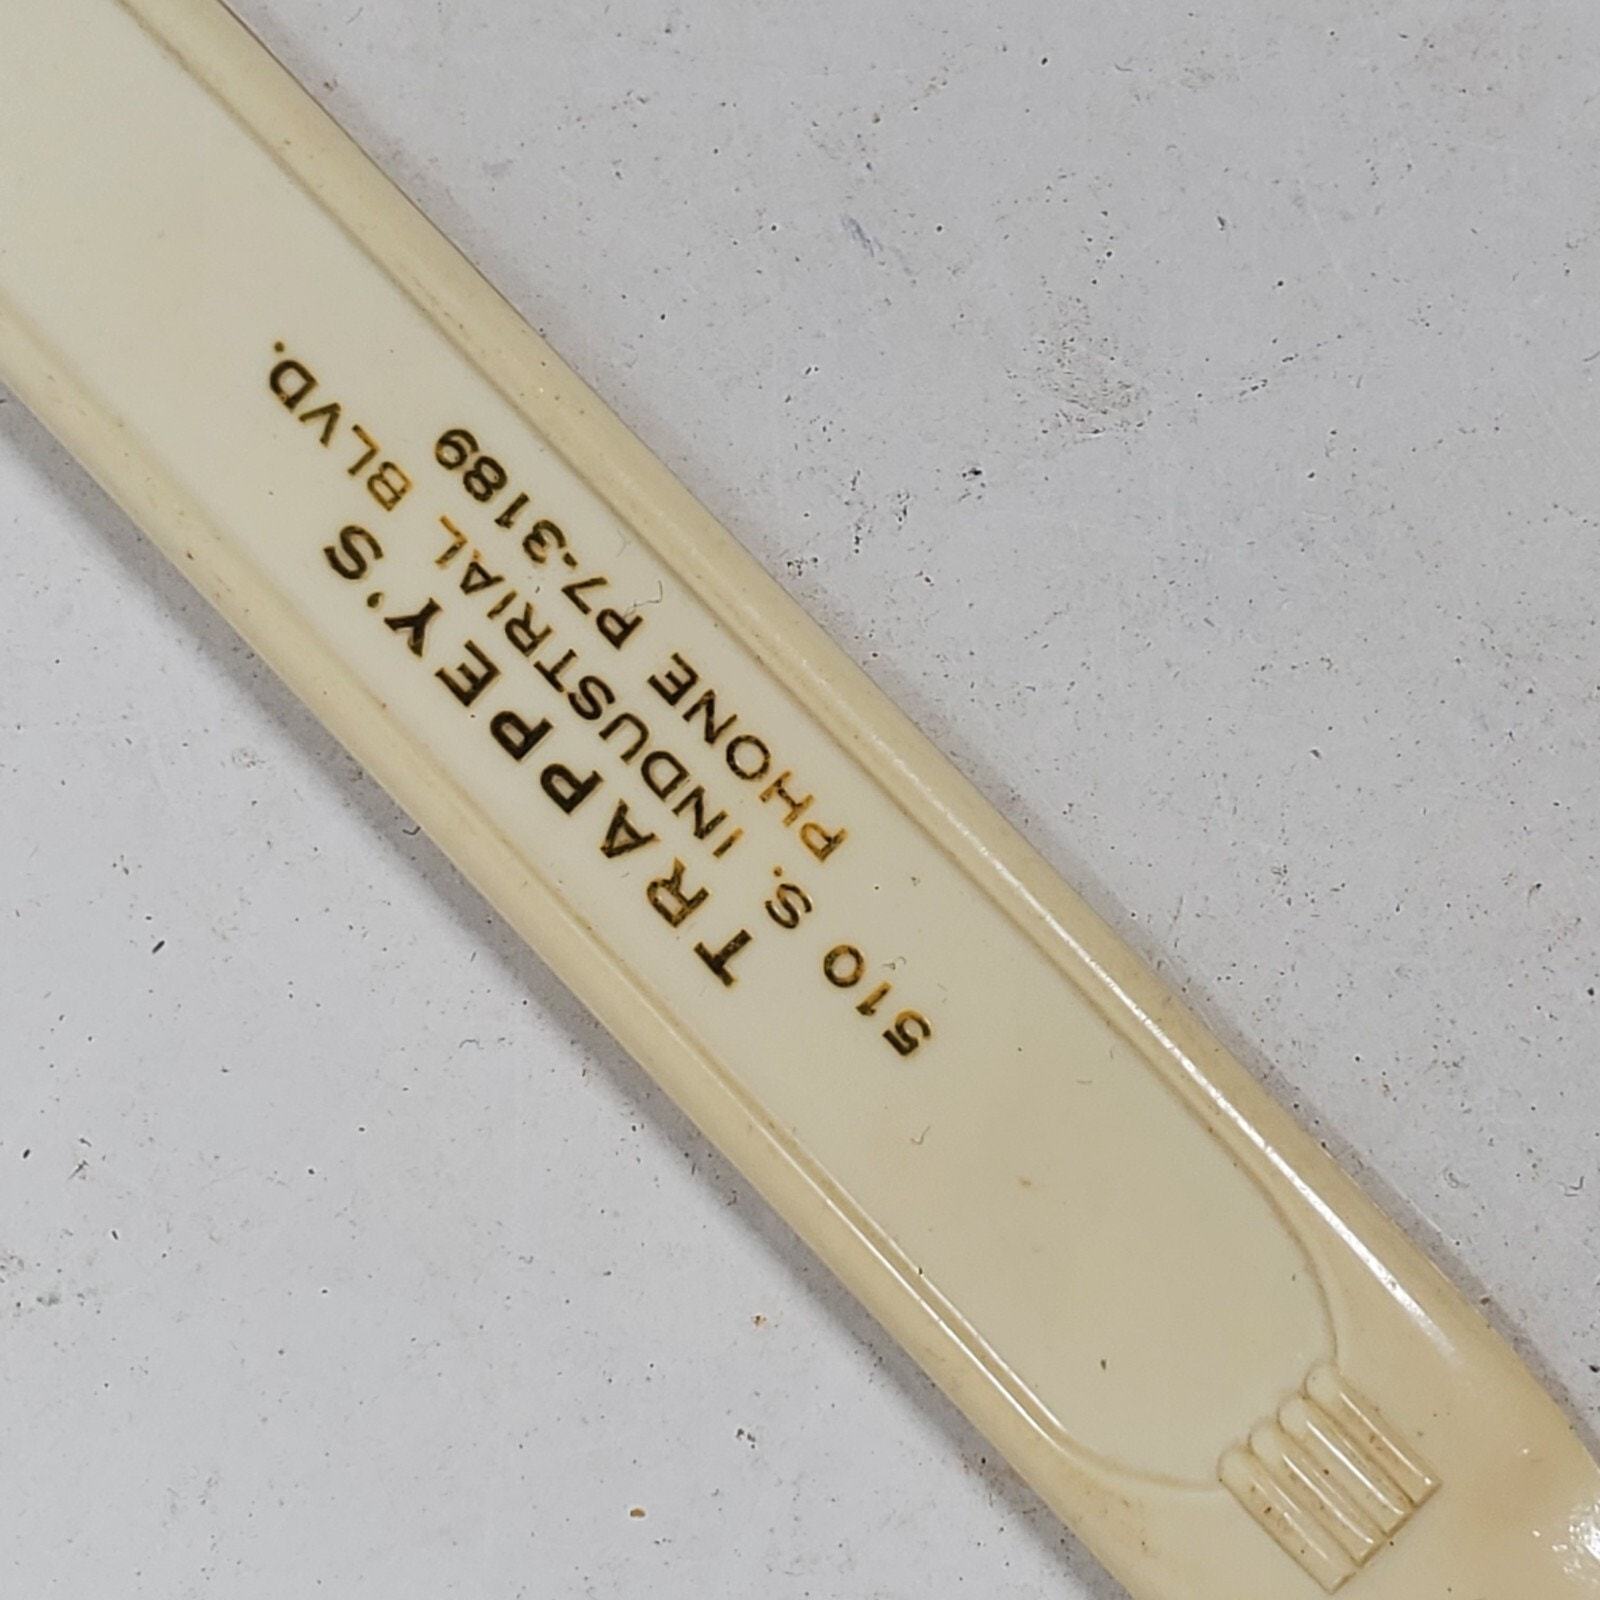 TRAPPEY'S
510 S. INDUSTRIAL BLVD.
PHONE P7-3189